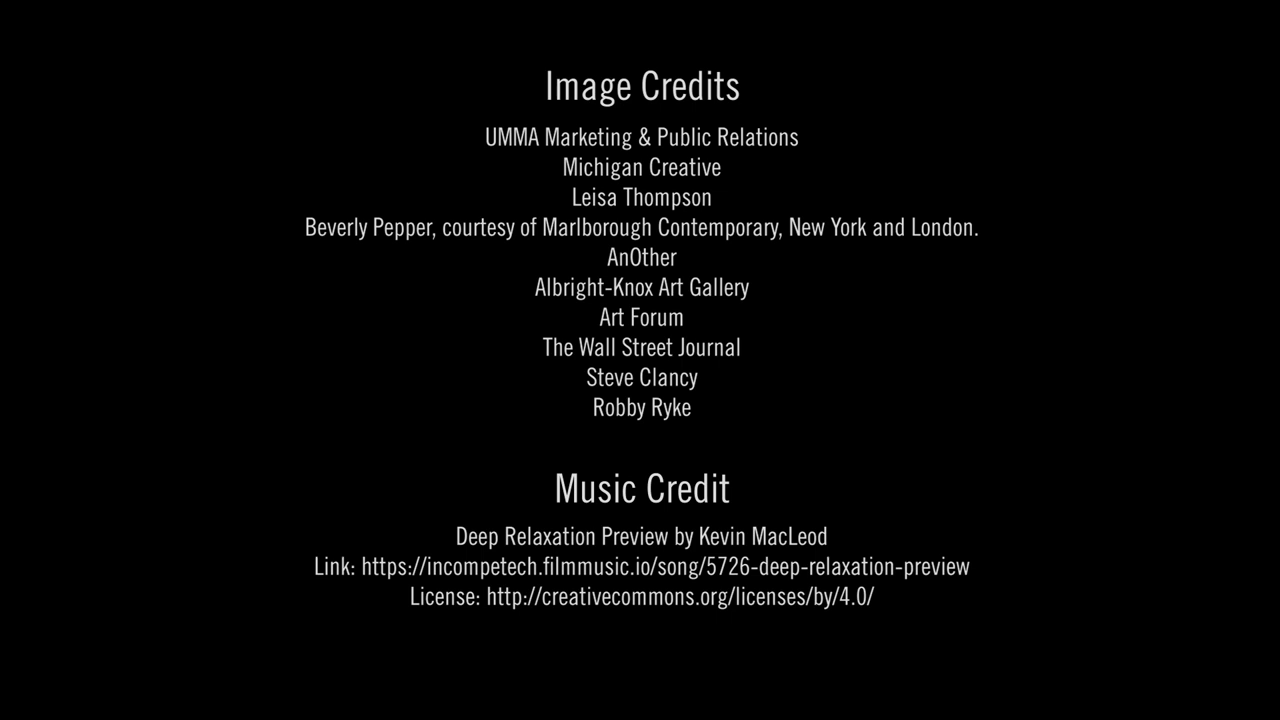 Image Credits
UMMA Marketing & Public Relations
Michigan Creative
Leisa Thompson
Beverly Pepper, courtesy of Marlborough Contemporary, New York and London.
AnOther
Albright-Knox Art Gallery
Art Forum
The Wall Street Journal
Steve Clancy
Robby Ryke
Music Credit
Deep Relaxation Preview by Kevin MacLeod
Link: https://incompetech.filmmusic.io/song/5726-deep-relaxation-preview
License: http://creativecommons.org/licenses/by/4.0/